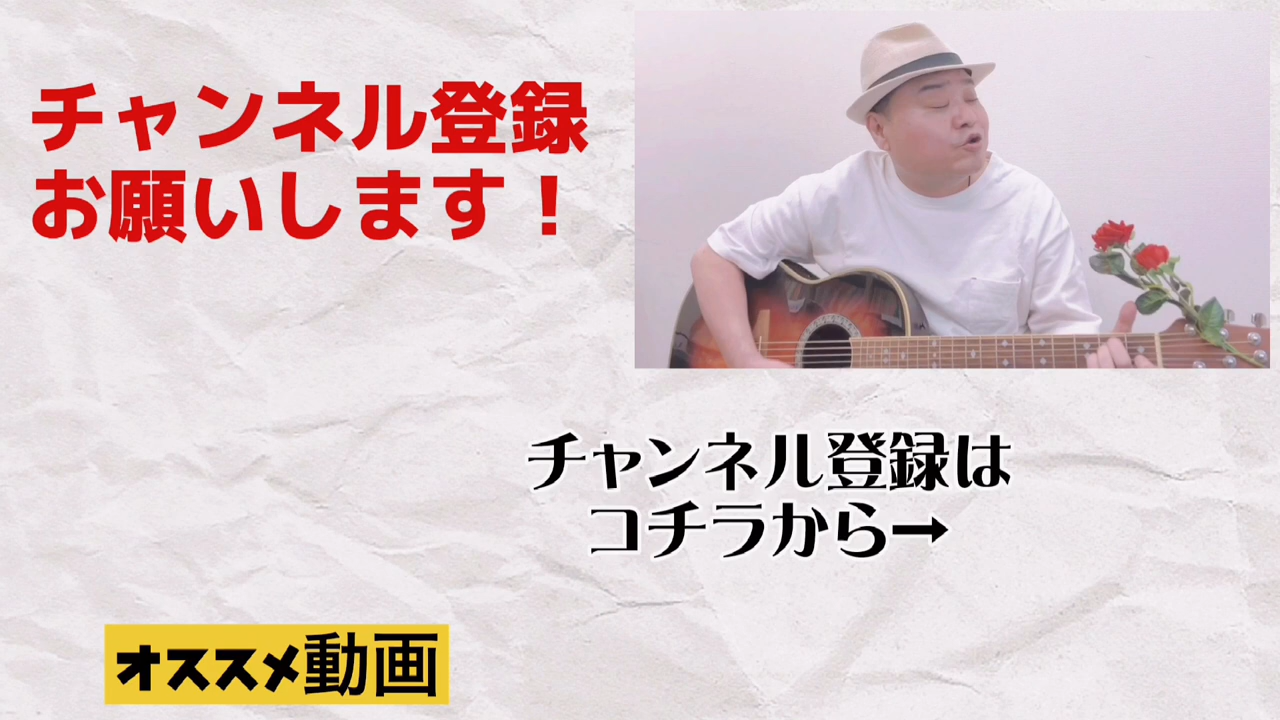 チャンネル登録
お願いします！
チャンネル登録は
コチラから→
オススメ動画